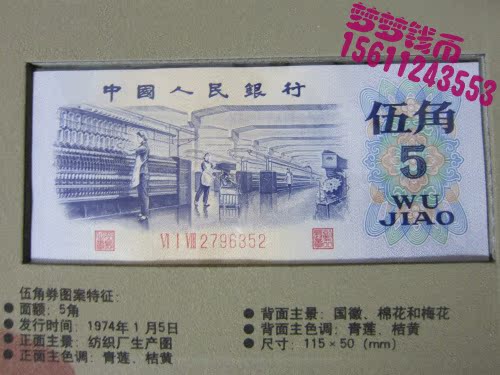 梦梦钱币
15611243553
中國人民銀行
伍角
5
WU
JIAO
VI I VIII 2796352
伍角券图案特征:
● 面额: 5角
● 发行时间: 1974年1月5日
● 正面主景: 纺织厂生产图
● 正面主色调: 青莲、桔黄
● 背面主景: 国徽、棉花和梅花
● 背面主色调: 青莲、桔黄
● 尺寸: 115×50 (mm)